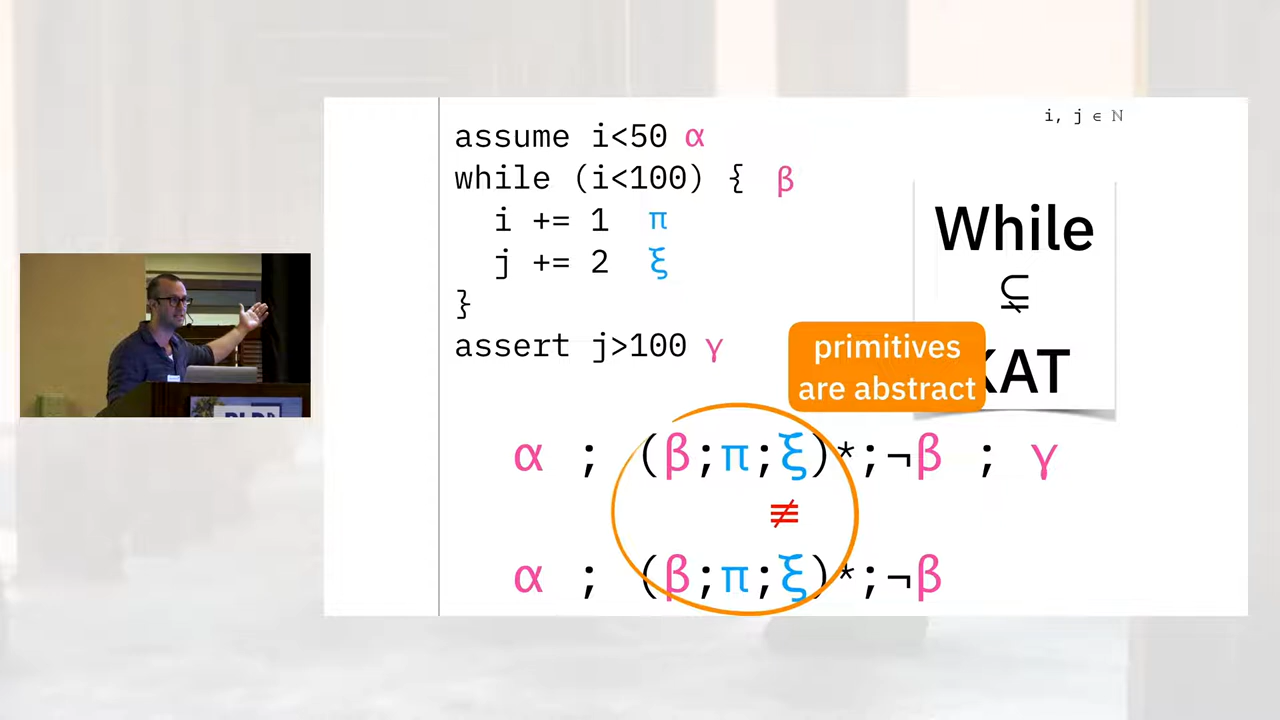 i, j ∈ ℕ
assume i<50 α
while (i<100) { β
i += 1 π
j += 2 ξ
}
assert j>100 γ
While
⊊
KAT
primitives
are abstract
α ; (β;π;ξ)*;¬β ; γ
≢
α ; (β;π;ξ)*;¬β